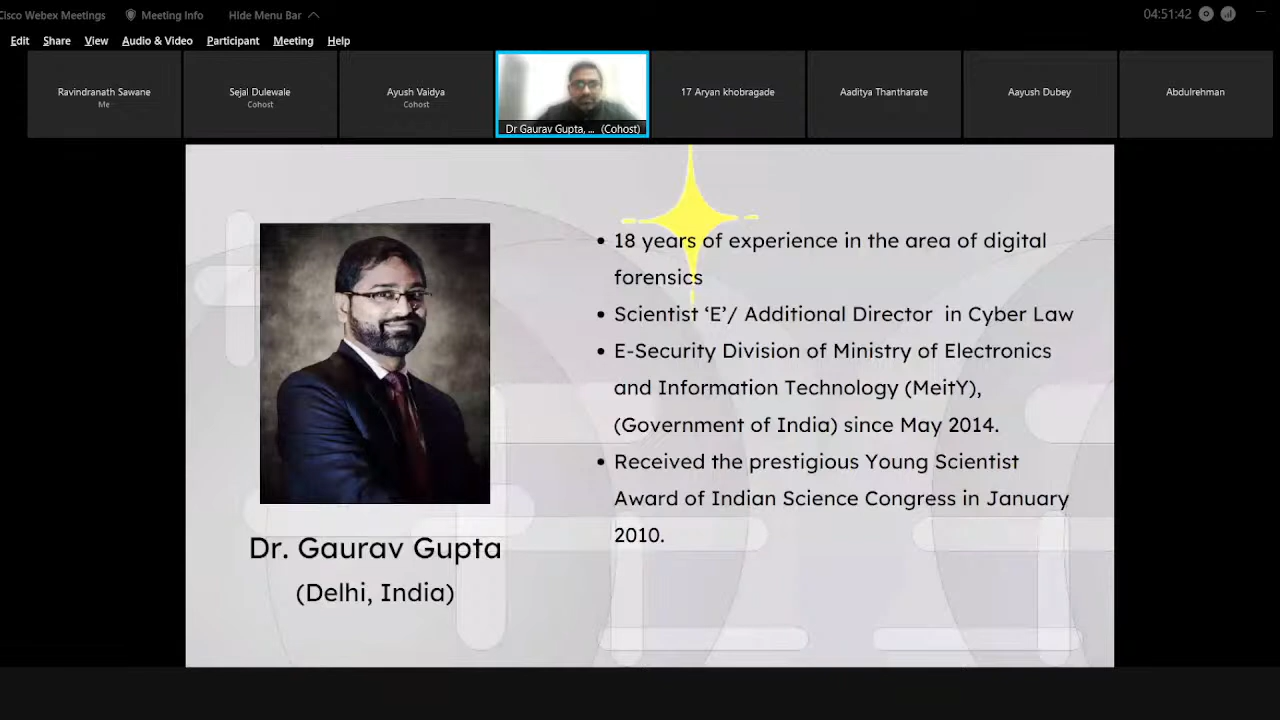 Cisco Webex Meetings Meeting Info Hide Menu Bar 04:51:42
Edit Share View Audio & Video Participant Meeting Help
Ravindranath Sawane
Me
Sejal Dulewale
Cohost
Ayush Vaidya
Cohost
Dr Gaurav Gupta, ... (Cohost)
17 Aryan khobragade
Aaditya Thantharate
Aayush Dubey
Abdulrehman
• 18 years of experience in the area of digital
forensics
• Scientist ‘E’/ Additional Director in Cyber Law
• E-Security Division of Ministry of Electronics
and Information Technology (MeitY),
(Government of India) since May 2014.
• Received the prestigious Young Scientist
Award of Indian Science Congress in January
2010.
Dr. Gaurav Gupta
(Delhi, India)